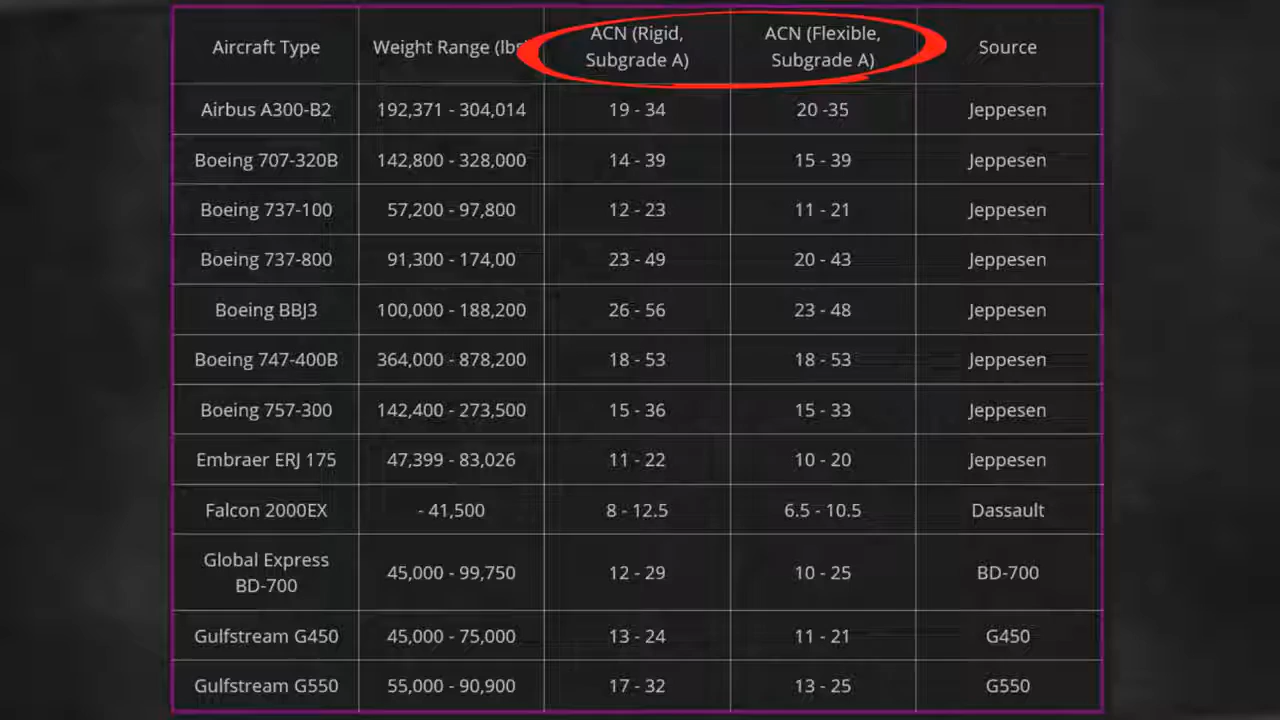 Aircraft Type Weight Range (lbs ACN (Rigid, Subgrade A) ACN (Flexible, Subgrade A) Source
Airbus A300-B2 192,371 - 304,014 19 - 34 20 -35 Jeppesen
Boeing 707-320B 142,800 - 328,000 14 - 39 15 - 39 Jeppesen
Boeing 737-100 57,200 - 97,800 12 - 23 11 - 21 Jeppesen
Boeing 737-800 91,300 - 174,00 23 - 49 20 - 43 Jeppesen
Boeing BBJ3 100,000 - 188,200 26 - 56 23 - 48 Jeppesen
Boeing 747-400B 364,000 - 878,200 18 - 53 18 - 53 Jeppesen
Boeing 757-300 142,400 - 273,500 15 - 36 15 - 33 Jeppesen
Embraer ERJ 175 47,399 - 83,026 11 - 22 10 - 20 Jeppesen
Falcon 2000EX - 41,500 8 - 12.5 6.5 - 10.5 Dassault
Global Express BD-700 45,000 - 99,750 12 - 29 10 - 25 BD-700
Gulfstream G450 45,000 - 75,000 13 - 24 11 - 21 G450
Gulfstream G550 55,000 - 90,900 17 - 32 13 - 25 G550